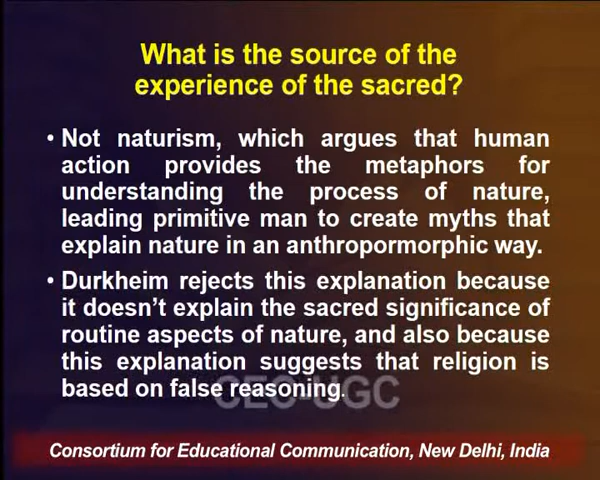 What is the source of the
experience of the sacred?
• Not naturism, which argues that human
action provides the metaphors for
understanding the process of nature,
leading primitive man to create myths that
explain nature in an anthropormorphic way.
• Durkheim rejects this explanation because
it doesn't explain the sacred significance of
routine aspects of nature, and also because
this explanation suggests that religion is
based on false reasoning.
CEC-UGC
Consortium for Educational Communication, New Delhi, India